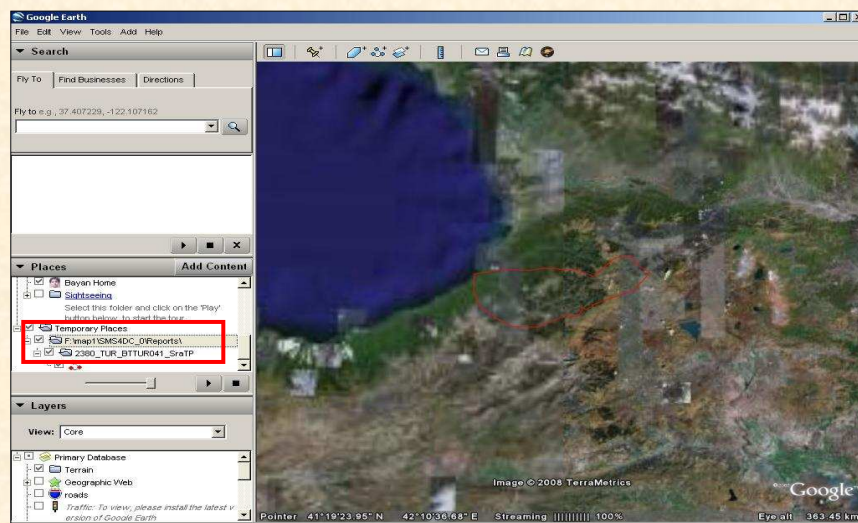 Google Earth
File Edit View Tools Add Help
Search
Fly To Find Businesses Directions
Fly to e.g., 37.407229, -122.107162
Places Add Content
Bayan Home
Sightseeing
Select this folder and click on the 'Play'
button below, to start the tour
Temporary Places
F:\map1\SMS4DC_0\Reports\
2380_TUR_BTTUR041_SraTP
Layers
View: Core
Primary Database
Terrain
Geographic Web
roads
Traffic: To view, please install the latest v
ersion of Google Earth
Image © 2008 TerraMetrics
Google
Pointer 41°19'23.95" N 42°10'36.68" E Streaming |||||||||| 100% Eye alt 363.45 km